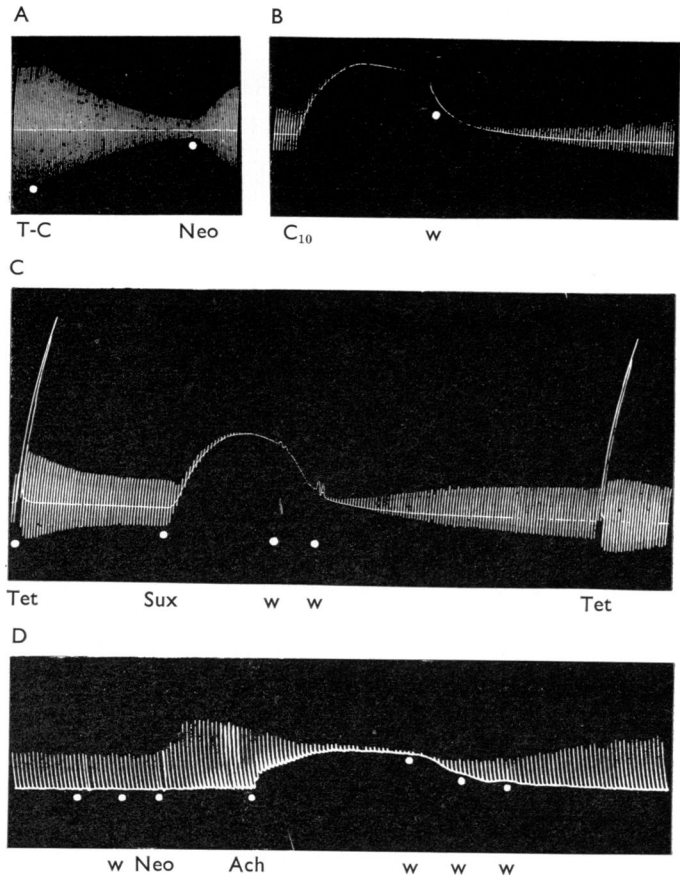 A
B
T-C Neo
C₁₀ w
C
Tet Sux w w Tet
D
w Neo Ach w w w